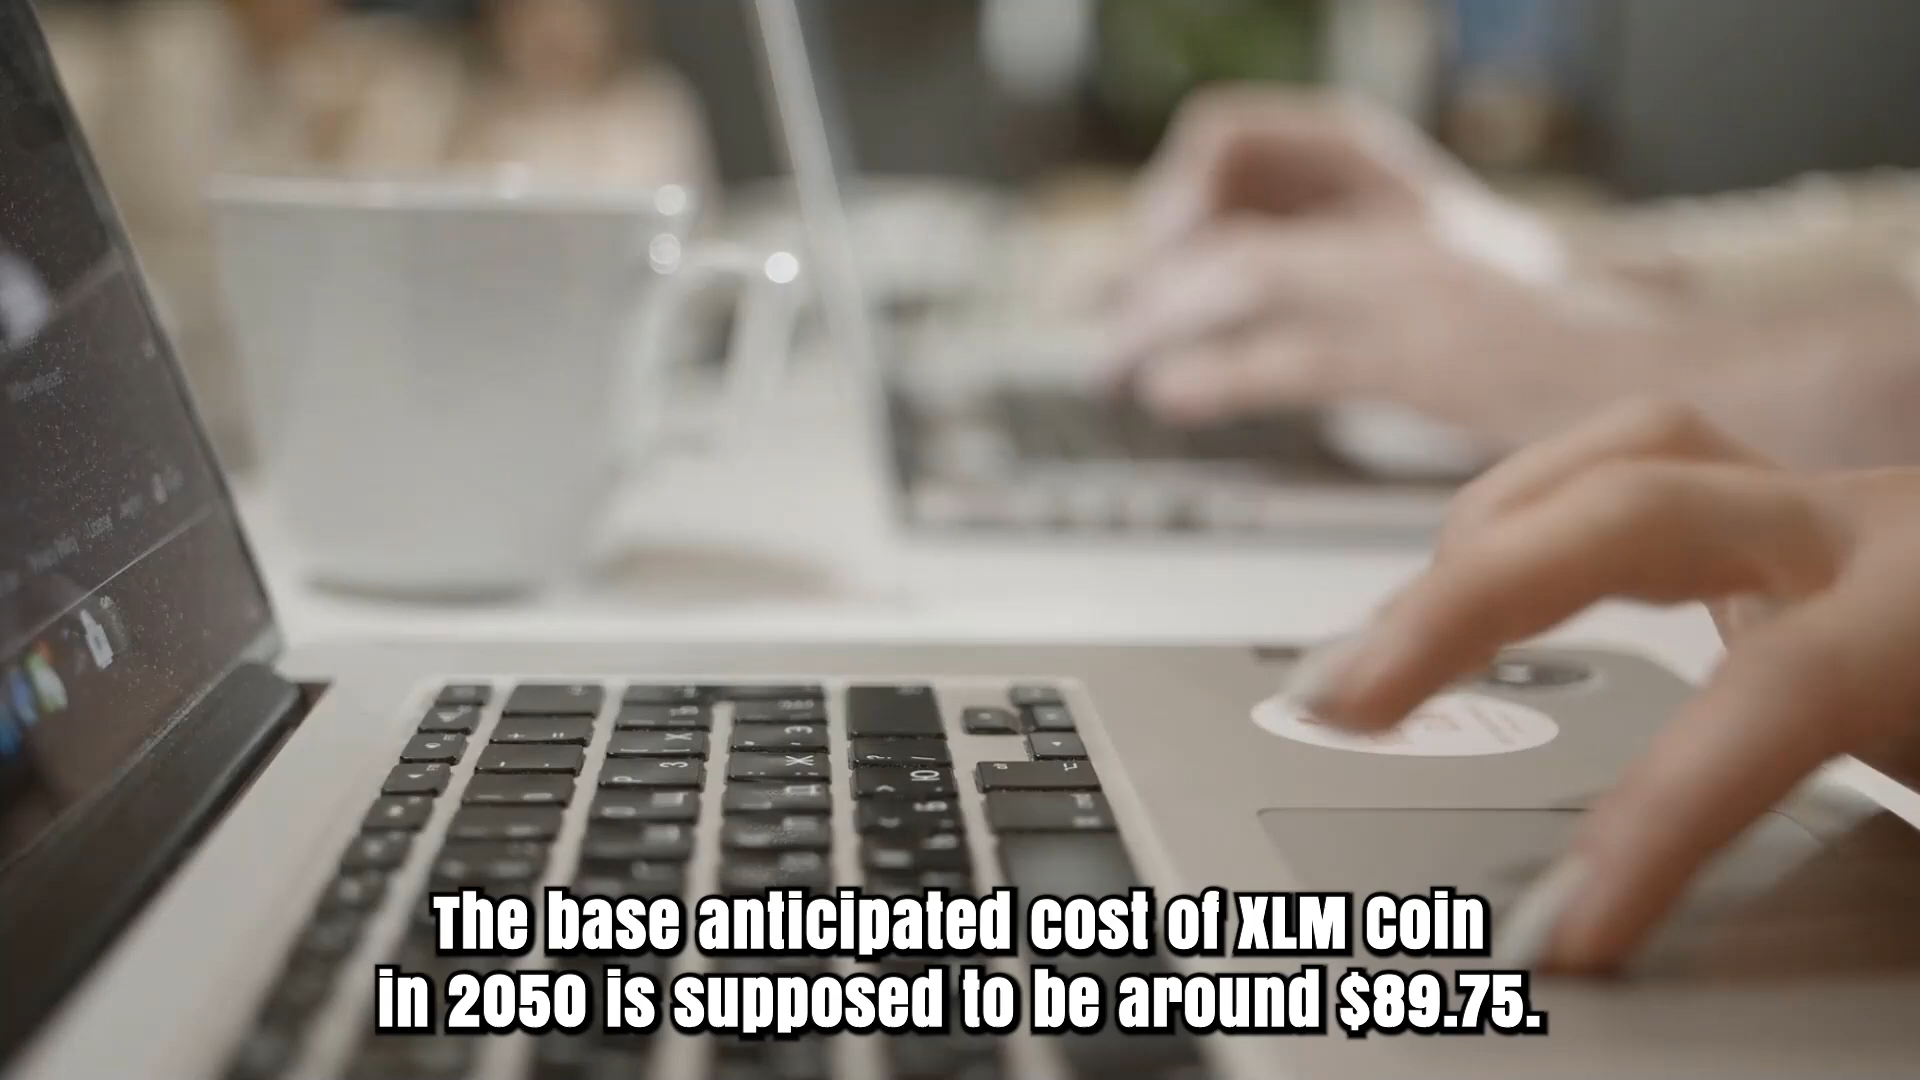 The base anticipated cost of XLM Coin
in 2050 is supposed to be around $89.75.